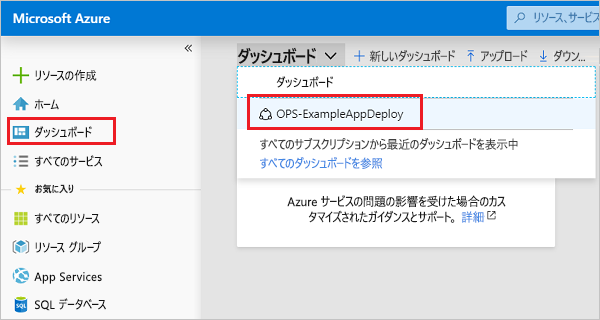 Microsoft Azure
リソース、サービス
«
リソースの作成
ホーム
ダッシュボード
すべてのサービス
お気に入り
すべてのリソース
リソース グループ
App Services
SQL データベース
ダッシュボード
新しいダッシュボード
アップロード
ダウン...
ダッシュボード
OPS-ExampleAppDeploy
すべてのサブスクリプションから最近のダッシュボードを表示中
すべてのダッシュボードを参照
Azure サービスの問題の影響を受けた場合のカス
タマイズされたガイダンスとサポート。 詳細